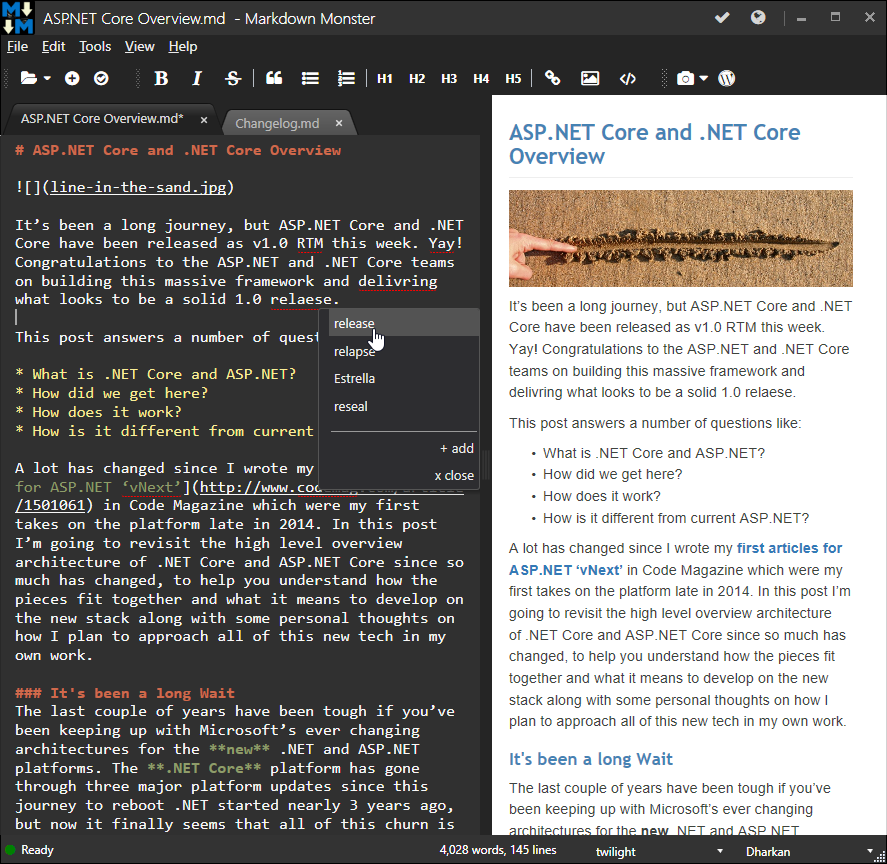 ASP.NET Core Overview.md - Markdown Monster
File Edit Tools View Help
B I S H1 H2 H3 H4 H5
ASP.NET Core Overview.md* × Changelog.md ×
# ASP.NET Core and .NET Core Overview
![](line-in-the-sand.jpg)
It’s been a long journey, but ASP.NET Core and .NET
Core have been released as v1.0 RTM this week. Yay!
Congratulations to the ASP.NET and .NET Core teams
on building this massive framework and delivring
what looks to be a solid 1.0 relaese.
This post answers a number of quest
* What is .NET Core and ASP.NET?
* How did we get here?
* How does it work?
* How is it different from current
A lot has changed since I wrote my
for ASP.NET ‘vNext’](http://www.cod
/1501061) in Code Magazine which were my first
takes on the platform late in 2014. In this post
I’m going to revisit the high level overview
architecture of .NET Core and ASP.NET Core since so
much has changed, to help you understand how the
pieces fit together and what it means to develop on
the new stack along with some personal thoughts on
how I plan to approach all of this new tech in my
own work.
### It's been a long Wait
The last couple of years have been tough if you’ve
been keeping up with Microsoft’s ever changing
architectures for the **new** .NET and ASP.NET
platforms. The **.NET Core** platform has gone
through three major platform updates since this
journey to reboot .NET started nearly 3 years ago,
but now it finally seems that all of this churn is
release
relapse
Estrella
reseal
+ add
x close
ASP.NET Core and .NET Core
Overview
It’s been a long journey, but ASP.NET Core and .NET
Core have been released as v1.0 RTM this week.
Yay! Congratulations to the ASP.NET and .NET Core
teams on building this massive framework and
delivring what looks to be a solid 1.0 relaese.
This post answers a number of questions like:
• What is .NET Core and ASP.NET?
• How did we get here?
• How does it work?
• How is it different from current ASP.NET?
A lot has changed since I wrote my first articles for
ASP.NET ‘vNext’ in Code Magazine which were my
first takes on the platform late in 2014. In this post I’m
going to revisit the high level overview architecture
of .NET Core and ASP.NET Core since so much has
changed, to help you understand how the pieces fit
together and what it means to develop on the new
stack along with some personal thoughts on how I
plan to approach all of this new tech in my own work.
It's been a long Wait
The last couple of years have been tough if you’ve
been keeping up with Microsoft’s ever changing
architectures for the new .NET and ASP.NET
Ready 4,028 words, 145 lines twilight Dharkan